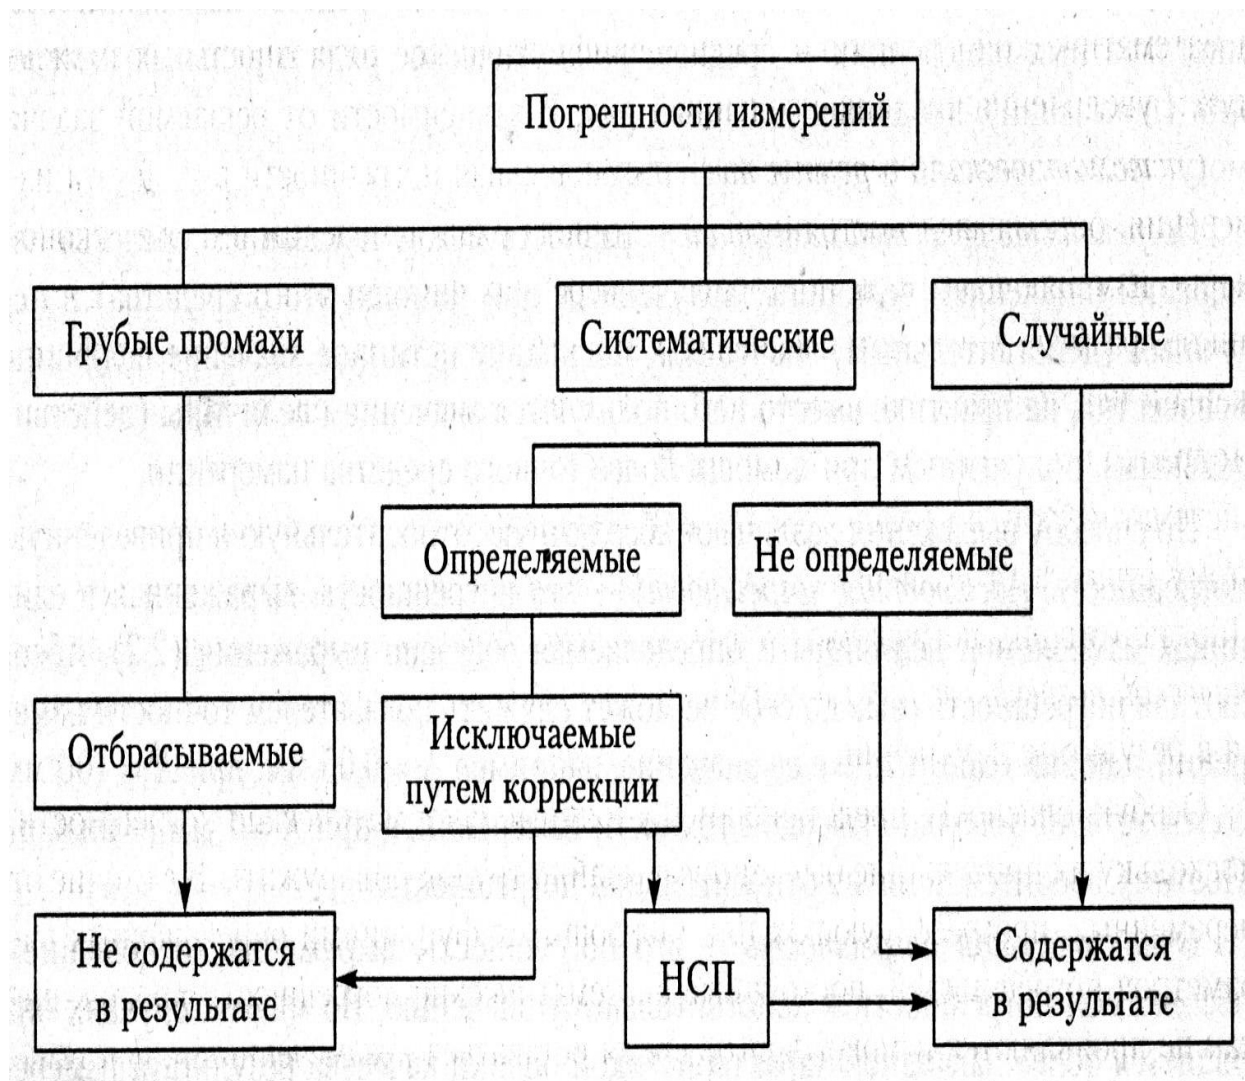 Погрешности измерений
Грубые промахи
Систематические
Случайные
Определяемые
Не определяемые
Отбрасываемые
Исключаемые
путем коррекции
Не содержатся
в результате
НСП
Содержатся
в результате